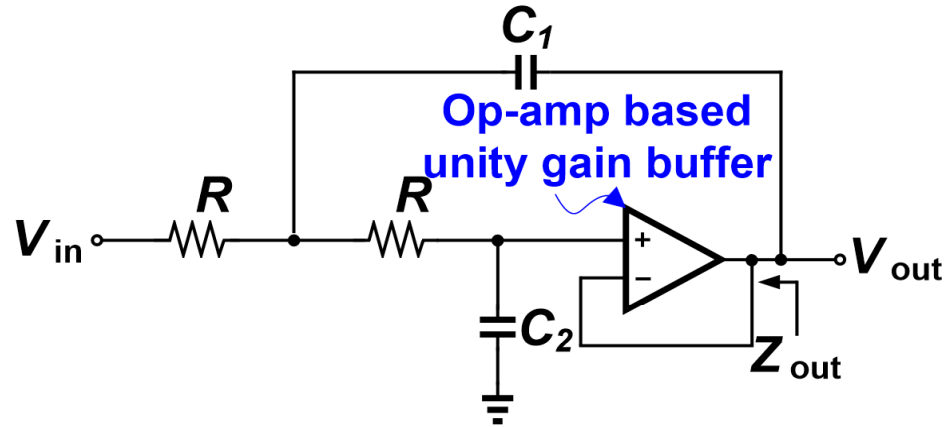 C1
Op-amp based
unity gain buffer
R
R
Vin
+
−
Vout
C2
Zout